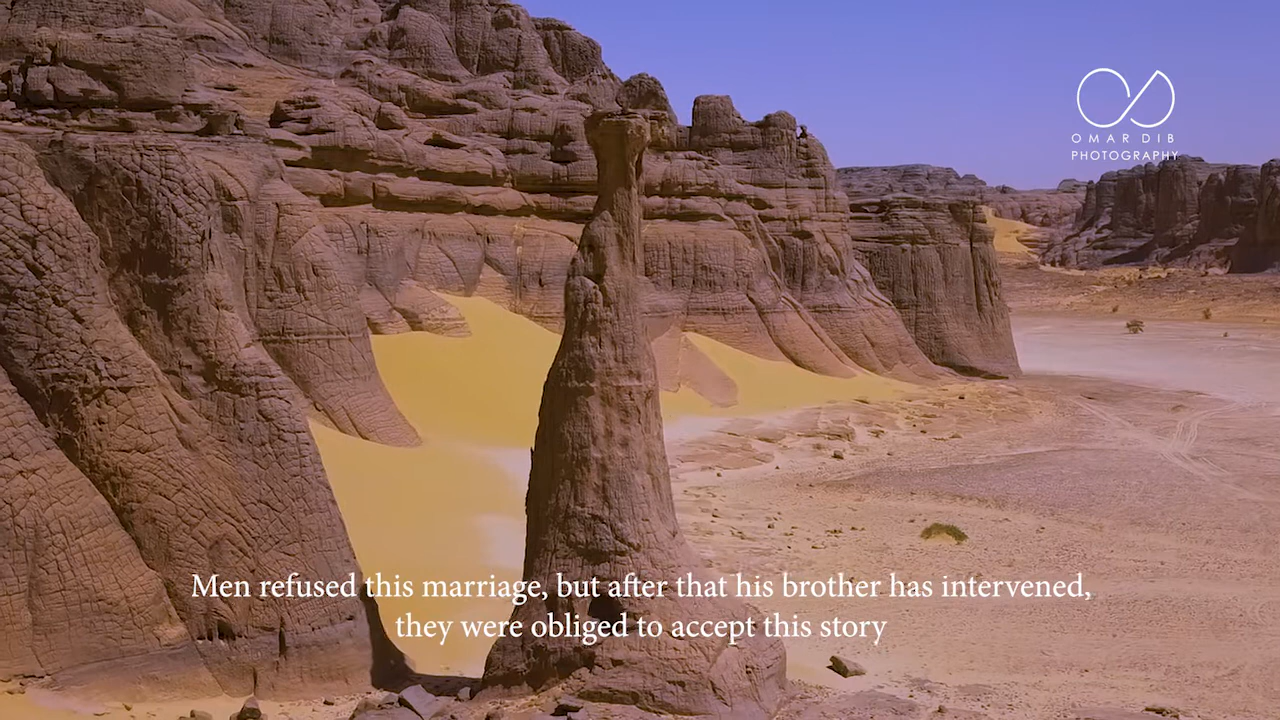 OMAR DIB
PHOTOGRAPHY
Men refused this marriage, but after that his brother has intervened,
they were obliged to accept this story